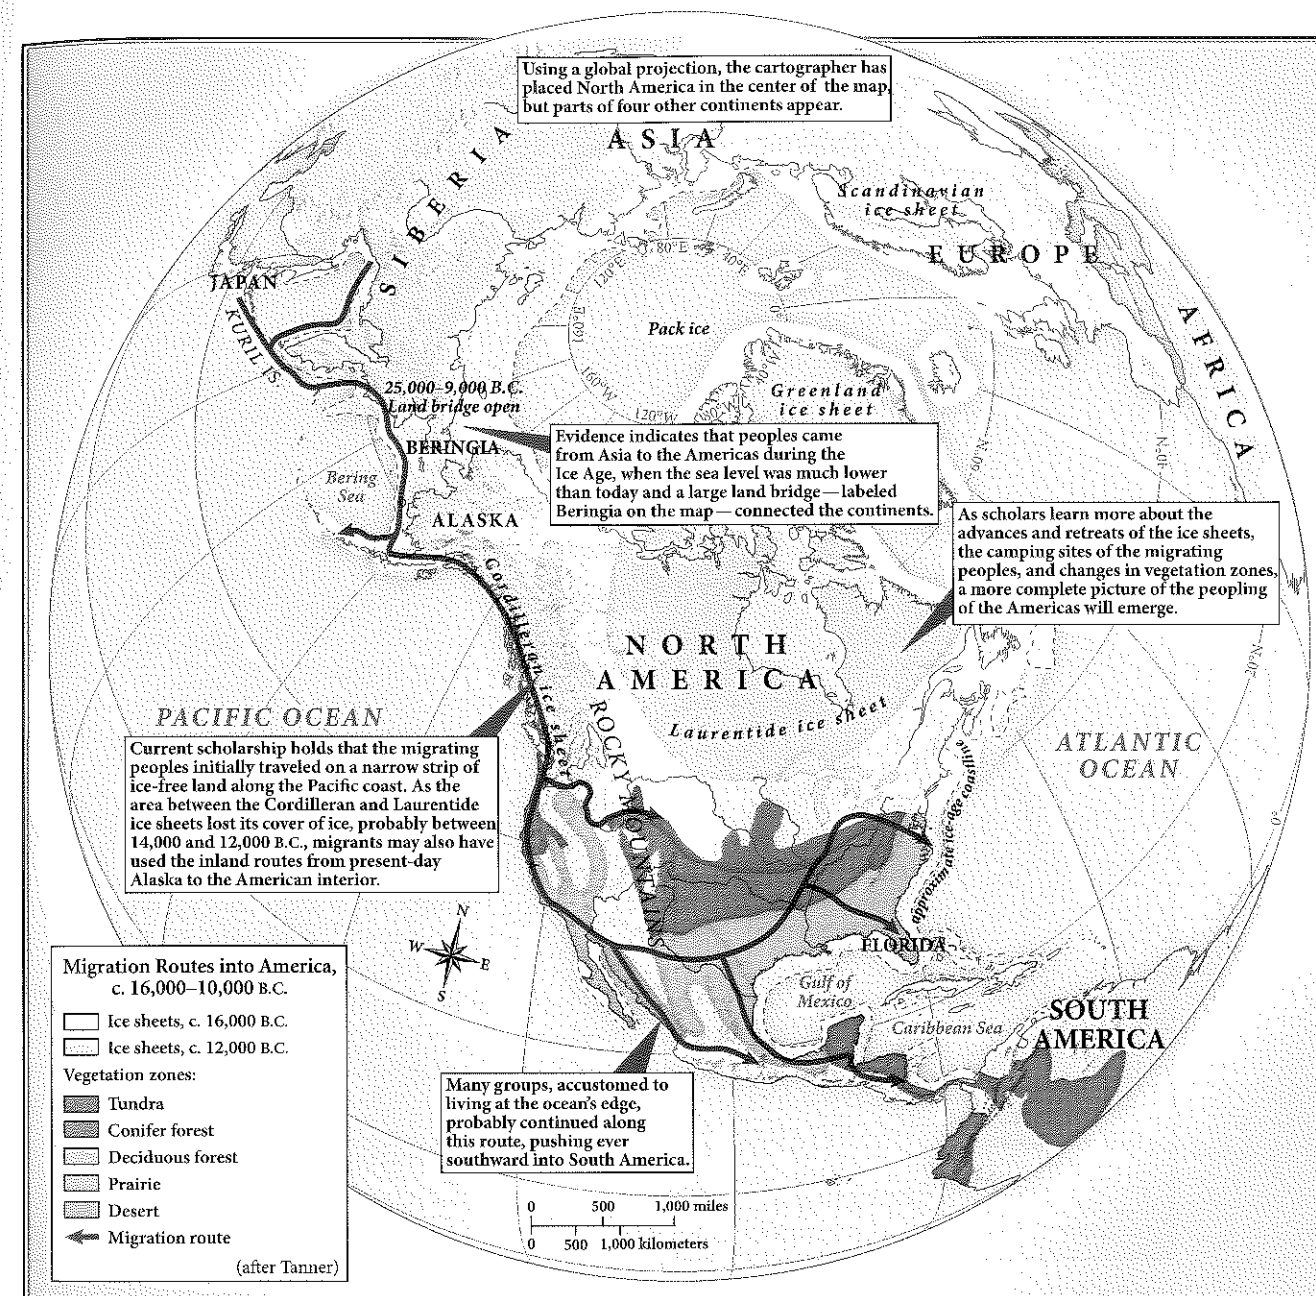 Using a global projection, the cartographer has
placed North America in the center of the map,
but parts of four other continents appear.
ASIA
SIBERIA
Scandinavian
ice sheet
EUROPE
AFRICA
JAPAN
KURIL IS.
80°E
40°E
120°E
160°E
0°
Pack ice
160°W
40°W
120°W
Greenland
ice sheet
25,000–9,000 B.C.
Land bridge open
BERINGIA
Evidence indicates that peoples came
from Asia to the Americas during the
Ice Age, when the sea level was much lower
than today and a large land bridge—labeled
Beringia on the map—connected the continents.
Bering
Sea
ALASKA
As scholars learn more about the
advances and retreats of the ice sheets,
the camping sites of the migrating
peoples, and changes in vegetation zones,
a more complete picture of the peopling
of the Americas will emerge.
Cordilleran ice sheet
NORTH
AMERICA
Laurentide ice sheet
ROCKY MOUNTAINS
20°N
0°
PACIFIC OCEAN
ATLANTIC
OCEAN
approximate ice-age coastline
Current scholarship holds that the migrating
peoples initially traveled on a narrow strip of
ice-free land along the Pacific coast. As the
area between the Cordilleran and Laurentide
ice sheets lost its cover of ice, probably between
14,000 and 12,000 B.C., migrants may also have
used the inland routes from present-day
Alaska to the American interior.
N
W
E
S
FLORIDA
Gulf of
Mexico
Caribbean Sea
SOUTH
AMERICA
Many groups, accustomed to
living at the ocean's edge,
probably continued along
this route, pushing ever
southward into South America.
Migration Routes into America,
c. 16,000–10,000 B.C.
Ice sheets, c. 16,000 B.C.
Ice sheets, c. 12,000 B.C.
Vegetation zones:
Tundra
Conifer forest
Deciduous forest
Prairie
Desert
Migration route
(after Tanner)
0 500 1,000 miles
0 500 1,000 kilometers